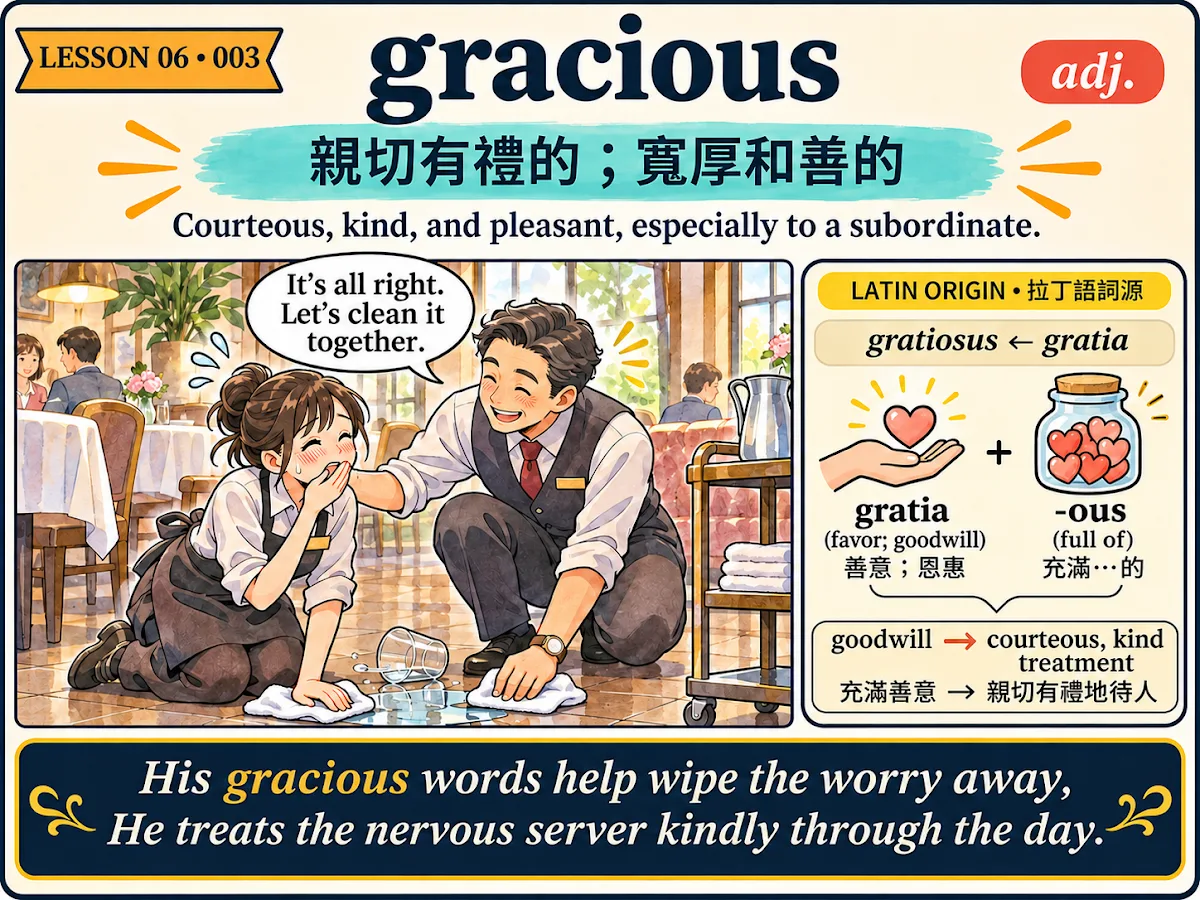 LESSON 06 • 003
gracious
adj.
親切有禮的；寬厚和善的
Courteous, kind, and pleasant, especially to a subordinate.
It's all right.
Let's clean it
together.
LATIN ORIGIN • 拉丁語詞源
gratiosus ← gratia
+
gratia
(favor; goodwill)
善意；恩惠
-ous
(full of)
充滿⋯的
goodwill → courteous, kind
treatment
充滿善意 → 親切有禮地待人
His gracious words help wipe the worry away,
He treats the nervous server kindly through the day.